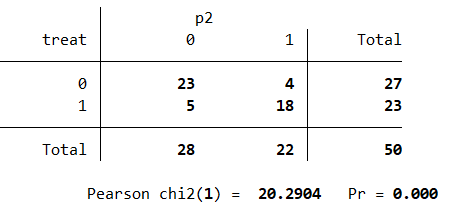 p2
treat 0 1 Total
0 23 4 27
1 5 18 23
Total 28 22 50
Pearson chi2(1) = 20.2904 Pr = 0.000